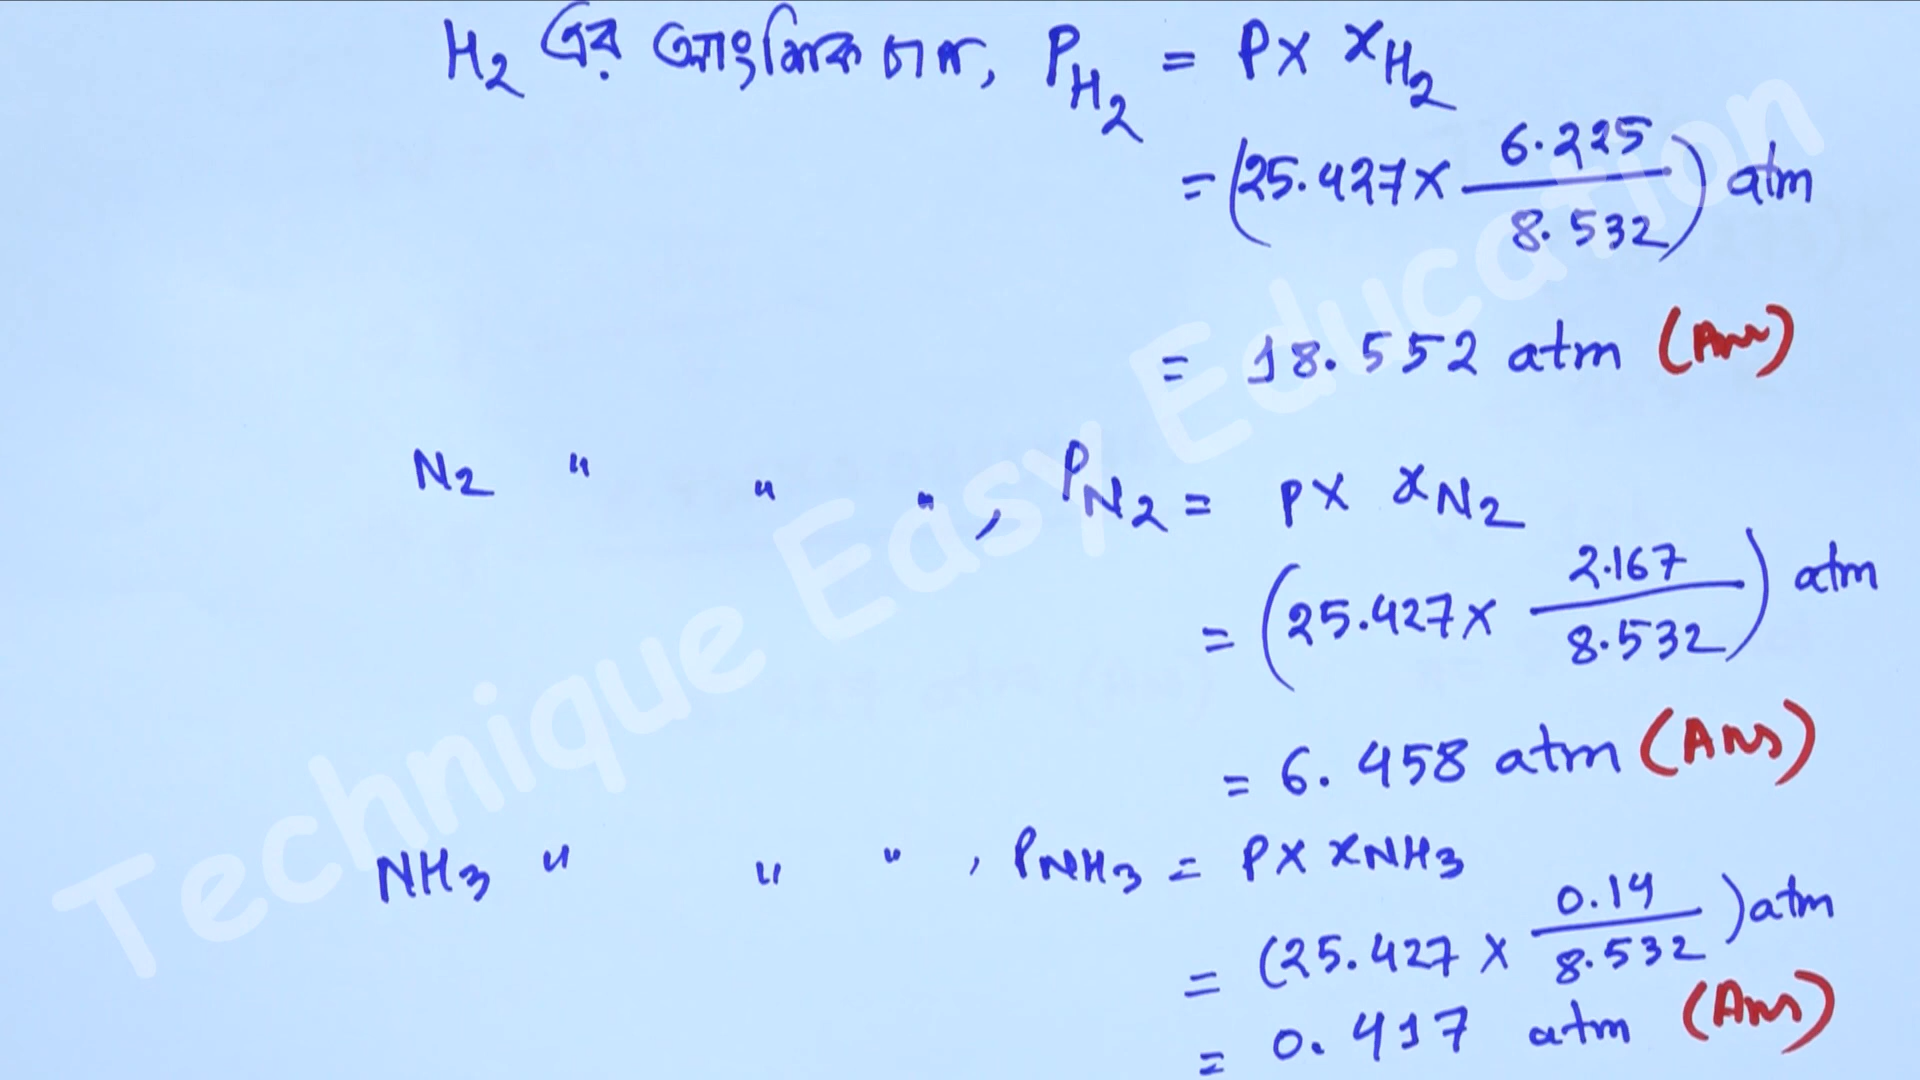 H₂ এর আংশিক চাপ, P_H₂ = P× x_H₂
= (25.427× 6.225/8.532) atm
= 18.552 atm (Ans)
N₂ " " ", P_N₂ = P× x_N₂
= (25.427× 2.167/8.532) atm
= 6.458 atm (Ans)
NH₃ " " ", P_NH₃ = P× x_NH₃
= (25.427 × 0.14/8.532) atm
= 0.417 atm (Ans)
Technique Easy Education